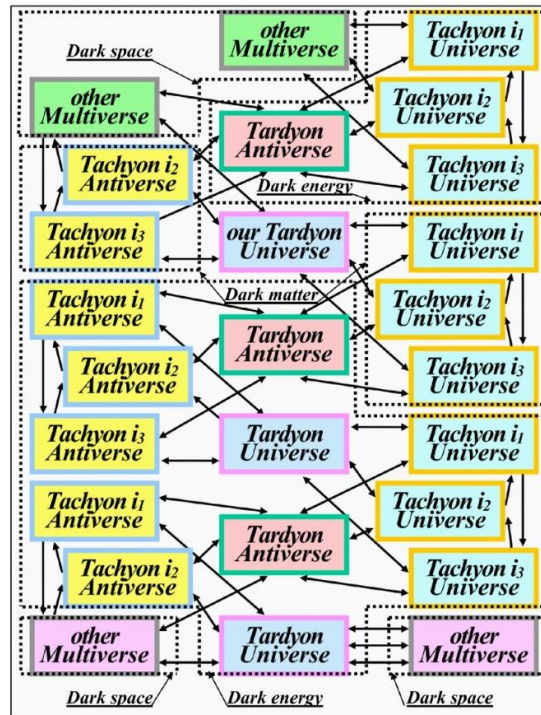 other
Multiverse
Tachyon i1
Universe
Dark space
Tachyon i2
Universe
other
Multiverse
Tardyon
Antiverse
Tachyon i2
Antiverse
Tachyon i3
Universe
Dark energy
Tachyon i3
Antiverse
our Tardyon
Universe
Tachyon i1
Universe
Dark matter
Tachyon i1
Antiverse
Tachyon i2
Universe
Tardyon
Antiverse
Tachyon i2
Antiverse
Tachyon i3
Universe
Tachyon i3
Antiverse
Tardyon
Universe
Tachyon i1
Universe
Tachyon i1
Antiverse
Tachyon i2
Universe
Tardyon
Antiverse
Tachyon i2
Antiverse
Tachyon i3
Universe
other
Multiverse
Tardyon
Universe
other
Multiverse
Dark space
Dark energy
Dark space